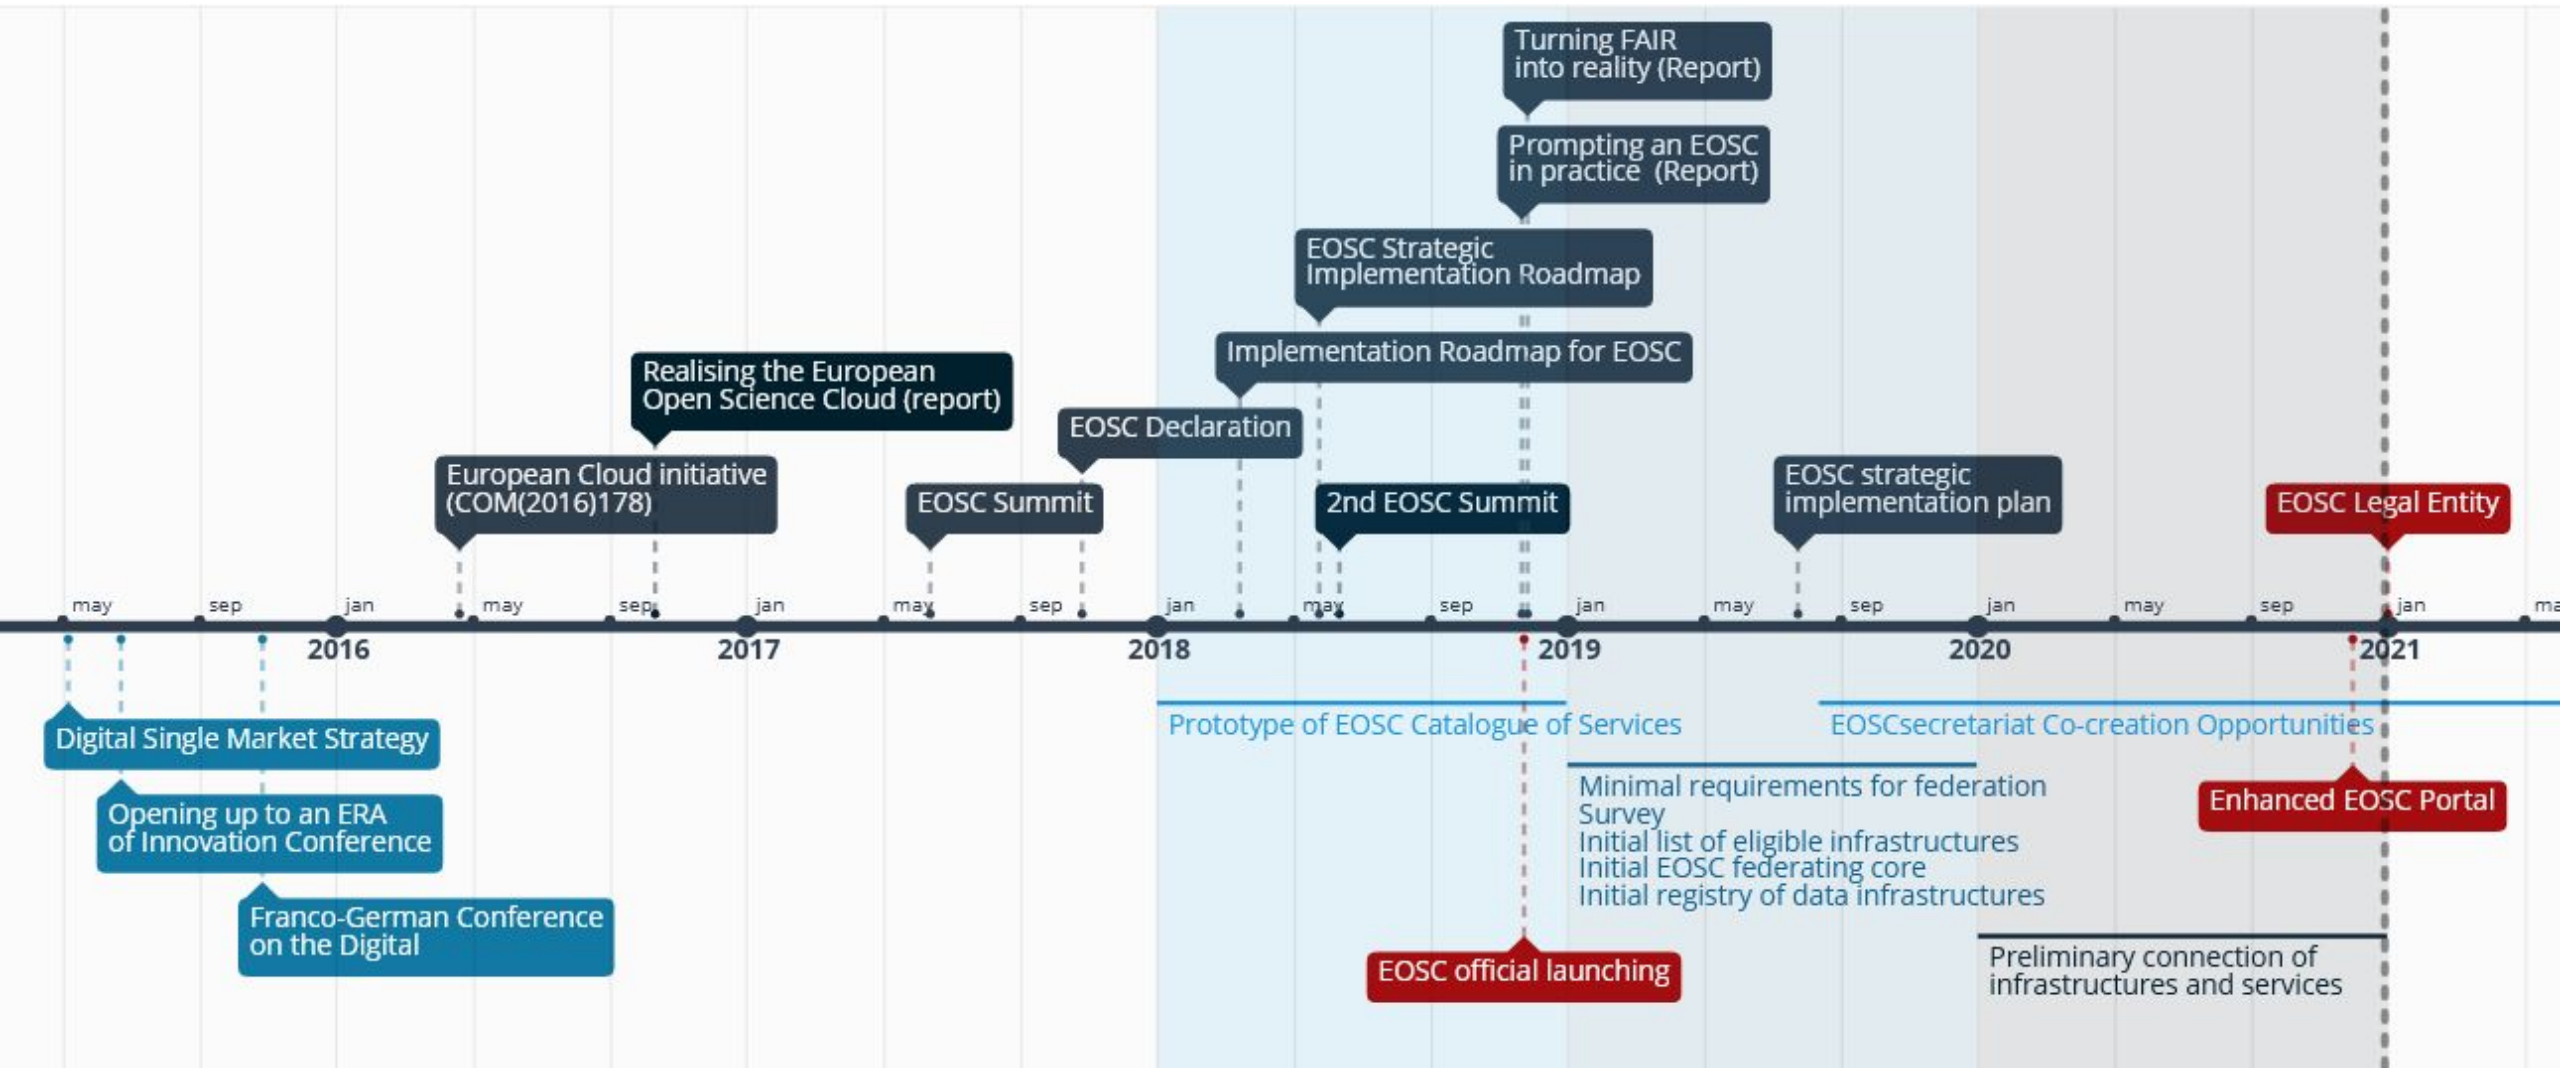 Turning FAIR
into reality (Report)
Prompting an EOSC
in practice (Report)
EOSC Strategic
Implementation Roadmap
Implementation Roadmap for EOSC
Realising the European
Open Science Cloud (report)
EOSC Declaration
European Cloud initiative
(COM(2016)178)
EOSC Summit
2nd EOSC Summit
EOSC strategic
implementation plan
EOSC Legal Entity
may sep jan may sep jan may sep jan may sep jan may sep jan may sep jan ma
2016 2017 2018 2019 2020 2021
Digital Single Market Strategy
Prototype of EOSC Catalogue of Services
EOSCsecretariat Co-creation Opportunities
Opening up to an ERA
of Innovation Conference
Minimal requirements for federation
Survey
Initial list of eligible infrastructures
Initial EOSC federating core
Initial registry of data infrastructures
Enhanced EOSC Portal
Franco-German Conference
on the Digital
EOSC official launching
Preliminary connection of
infrastructures and services